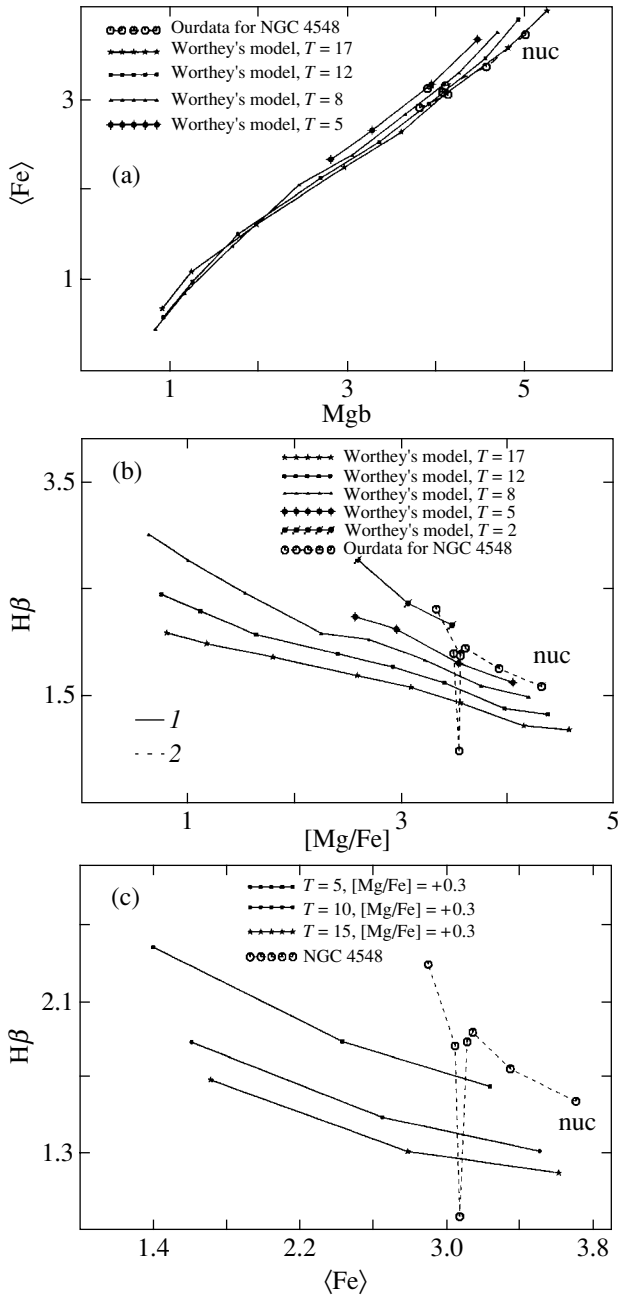 Ourdata for NGC 4548
Worthey's model, T = 17
Worthey's model, T = 12
Worthey's model, T = 8
Worthey's model, T = 5
nuc
3
(a)
⟨Fe⟩
1
1 3 5
Mgb
(b)
Worthey's model, T = 17
Worthey's model, T = 12
Worthey's model, T = 8
Worthey's model, T = 5
Worthey's model, T = 2
Ourdata for NGC 4548
3.5
Hβ
nuc
1.5
1
2
1 3 5
[Mg/Fe]
(c)
T = 5, [Mg/Fe] = +0.3
T = 10, [Mg/Fe] = +0.3
T = 15, [Mg/Fe] = +0.3
NGC 4548
2.1
Hβ
nuc
1.3
1.4 2.2 3.0 3.8
⟨Fe⟩